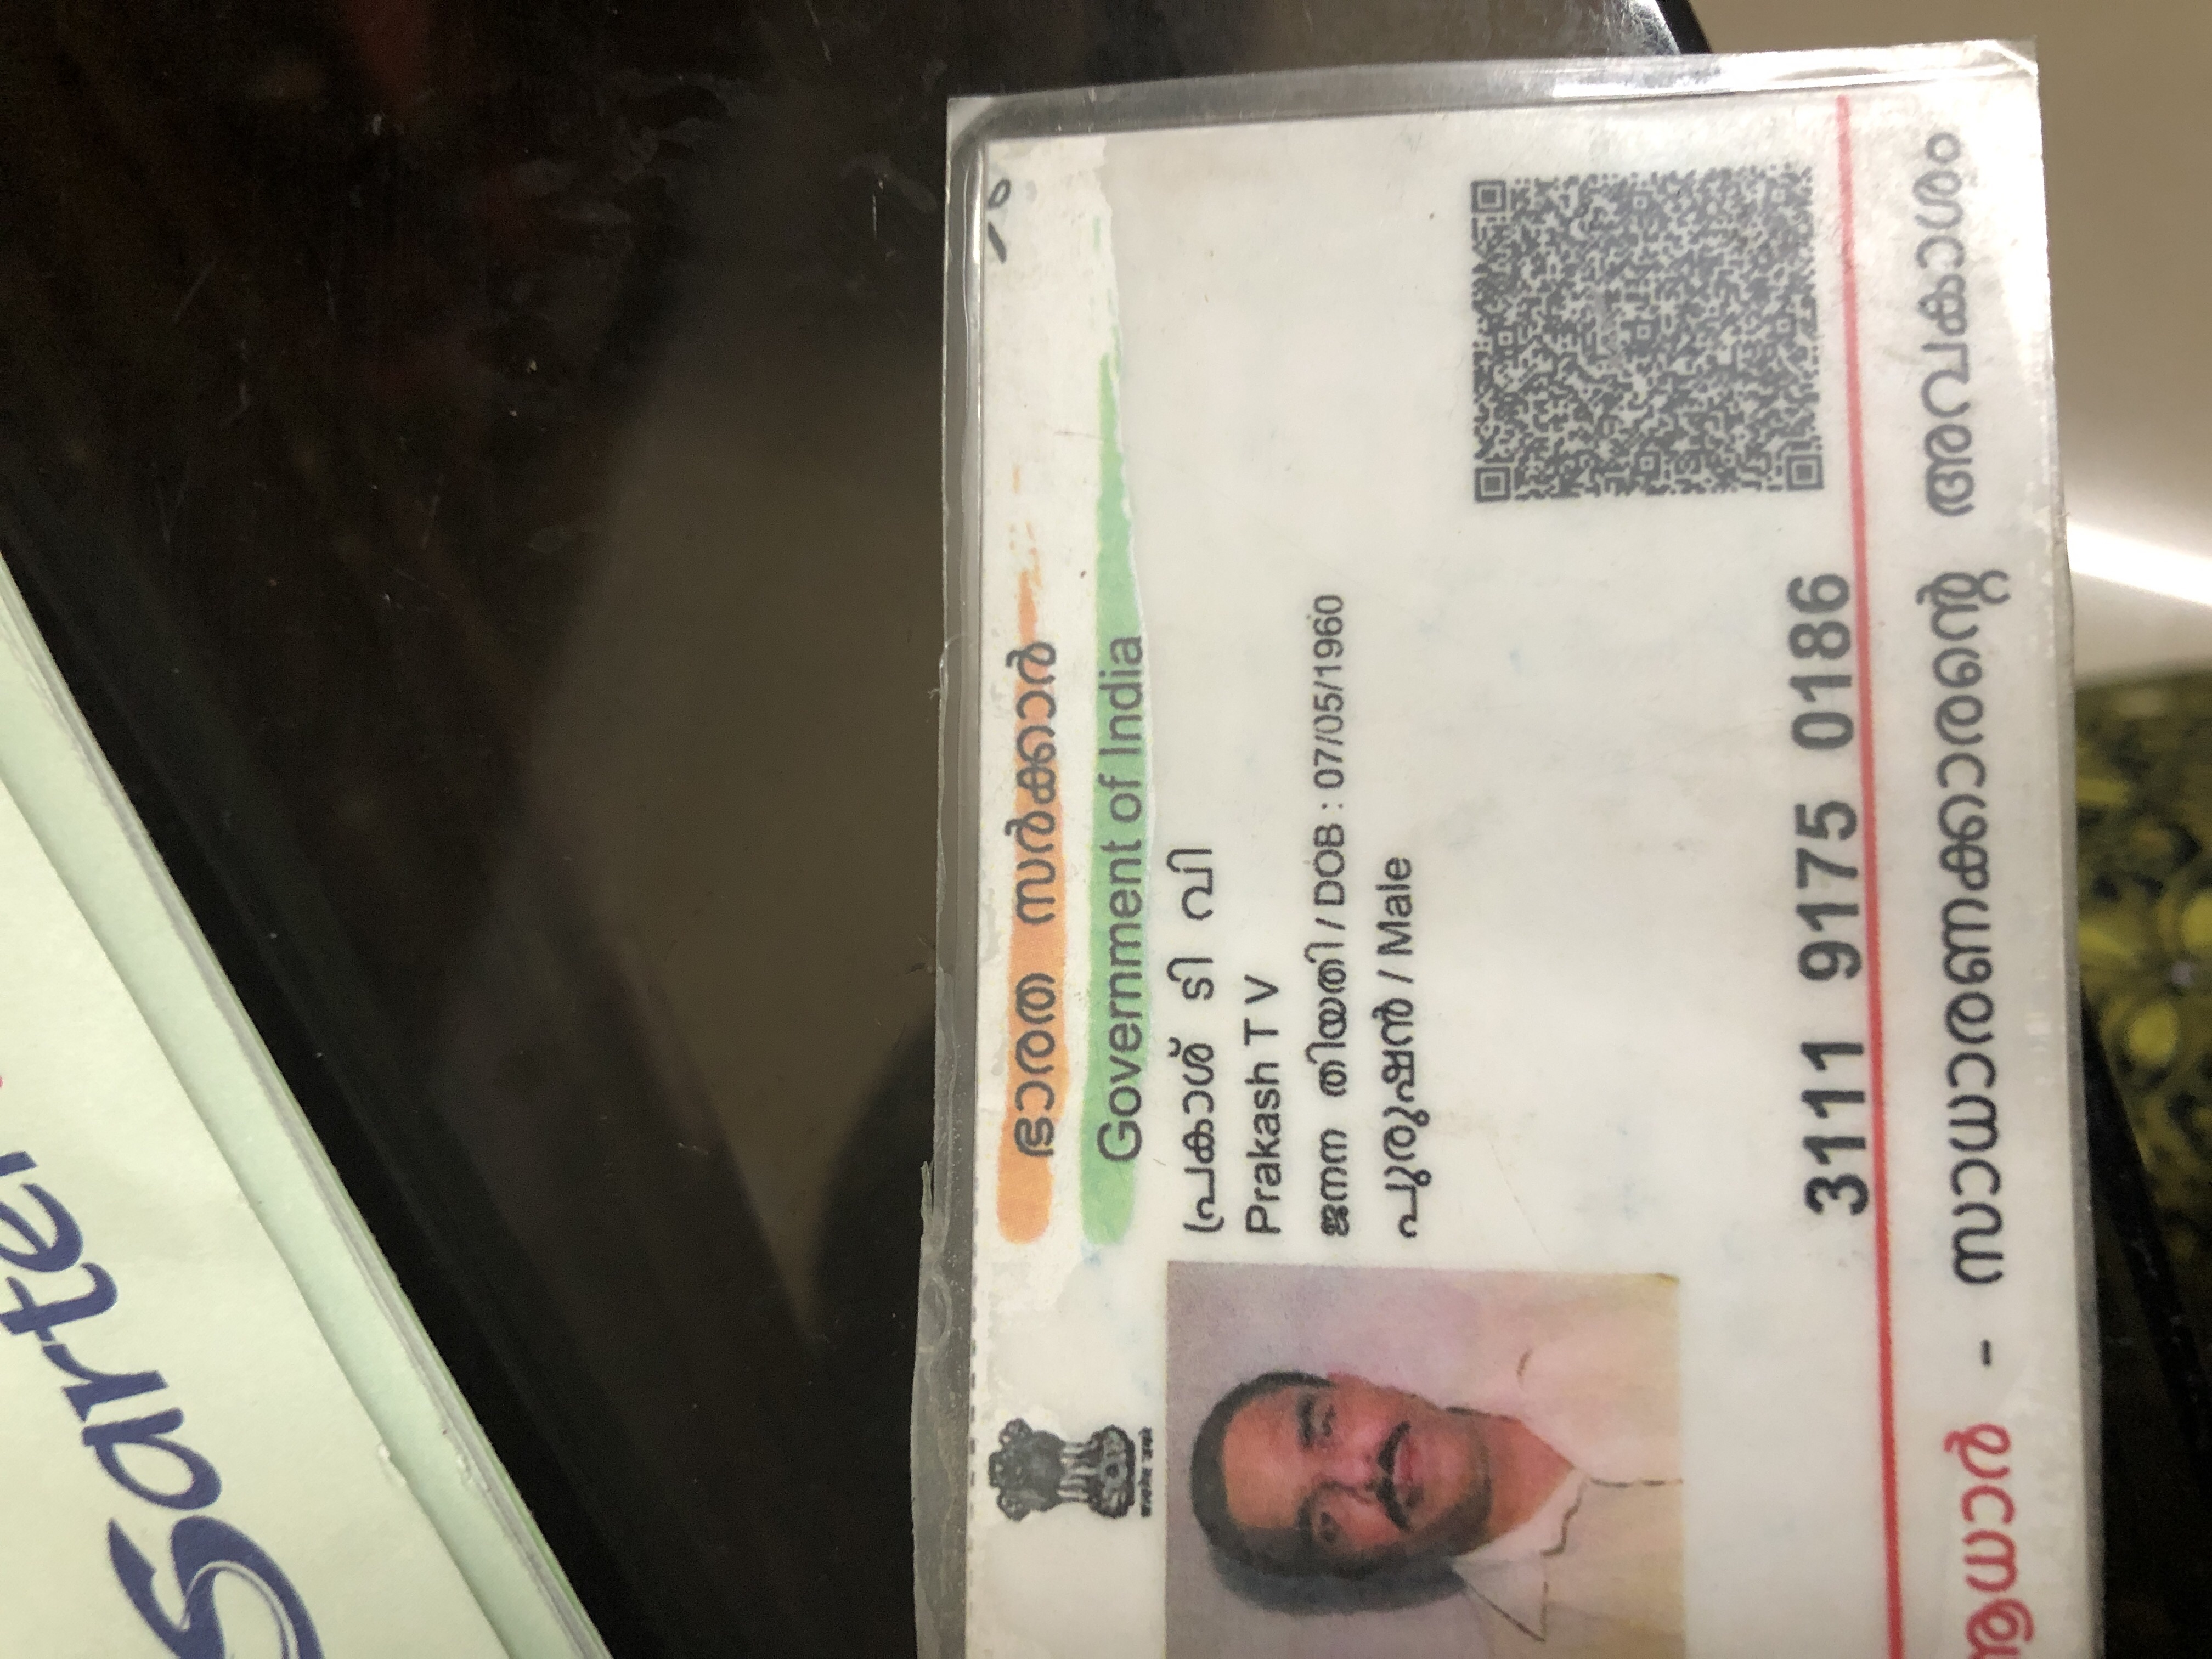 ഭാരത സർക്കാർ
Government of India
പ്രകാശ് ടി വി
Prakash T V
ജനന തിയതി / DOB : 07/05/1960
പുരുഷൻ / Male
3111 9175 0186
ആധാർ - സാധാരണക്കാരന്റെ അവകാശം